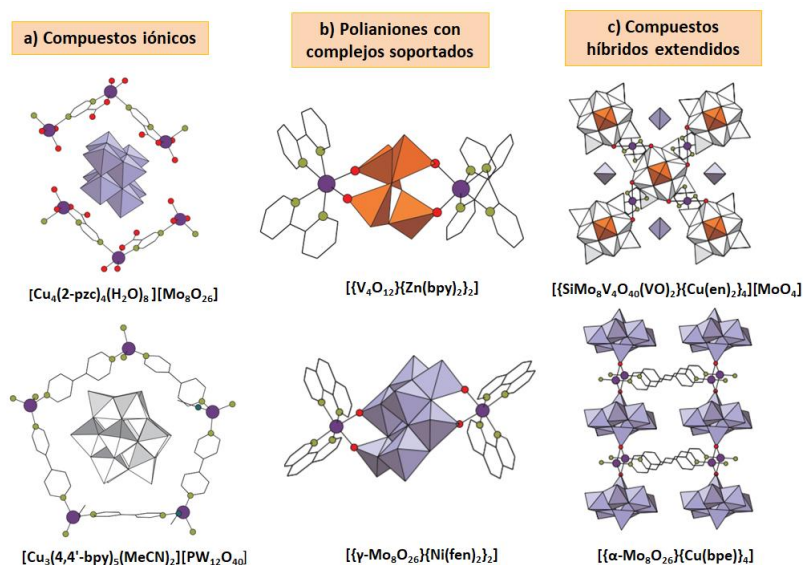 a) Compuestos iónicos
b) Polianiones con
complejos soportados
c) Compuestos
híbridos extendidos
[Cu4(2-pzc)4(H2O)8 ][Mo8O26]
[{V4O12}{Zn(bpy)2}2]
[{SiMo8V4O40(VO)2}{Cu(en)2}4][MoO4]
[Cu3(4,4'-bpy)5(MeCN)2][PW12O40]
[{γ-Mo8O26}{Ni(fen)2}2]
[{α-Mo8O26}{Cu(bpe)}4]